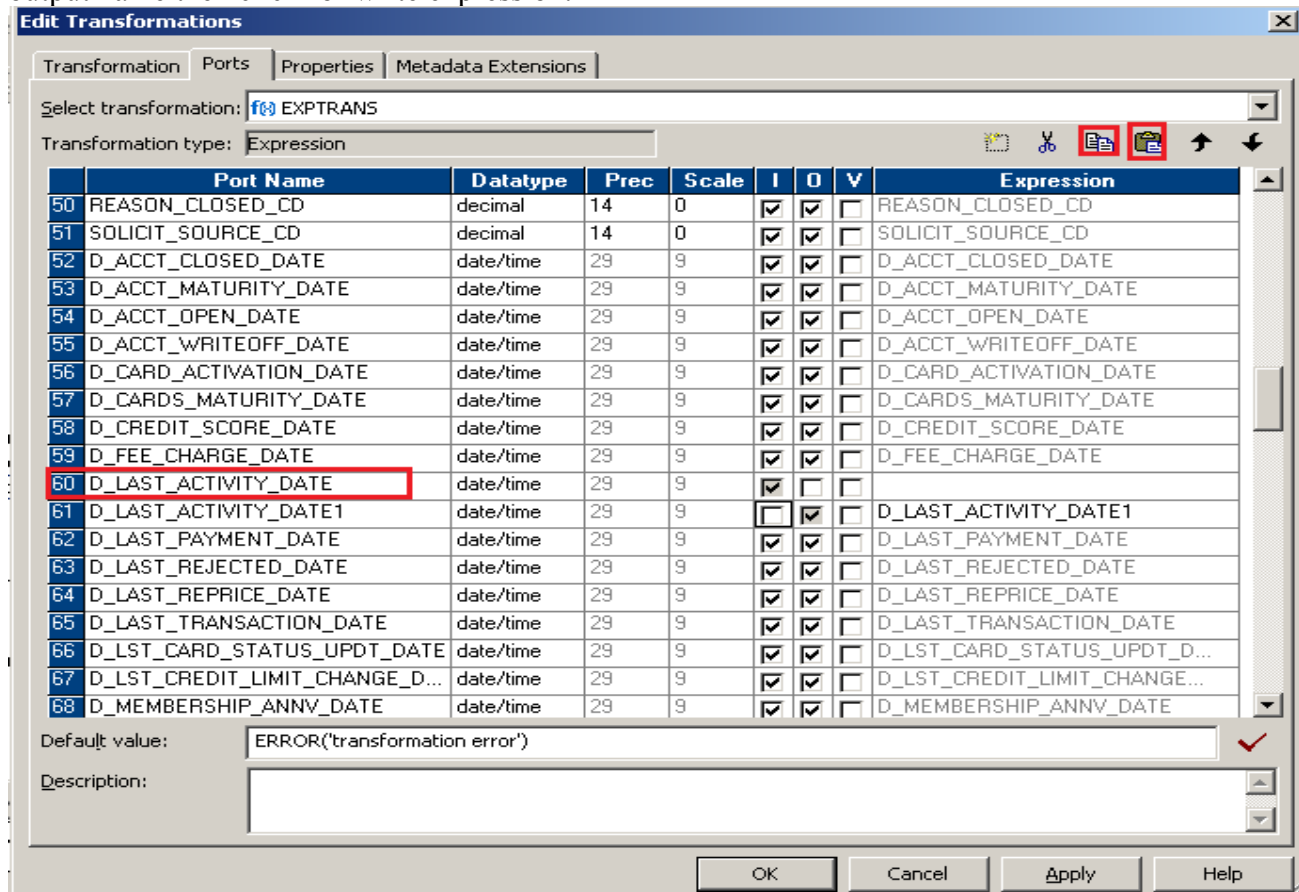 Edit Transformations
Transformation Ports Properties Metadata Extensions
Select transformation: f(x) EXPTRANS
Transformation type: Expression
Port Name Datatype Prec Scale I O V Expression
50 REASON_CLOSED_CD decimal 14 0 REASON_CLOSED_CD
51 SOLICIT_SOURCE_CD decimal 14 0 SOLICIT_SOURCE_CD
52 D_ACCT_CLOSED_DATE date/time 29 9 D_ACCT_CLOSED_DATE
53 D_ACCT_MATURITY_DATE date/time 29 9 D_ACCT_MATURITY_DATE
54 D_ACCT_OPEN_DATE date/time 29 9 D_ACCT_OPEN_DATE
55 D_ACCT_WRITEOFF_DATE date/time 29 9 D_ACCT_WRITEOFF_DATE
56 D_CARD_ACTIVATION_DATE date/time 29 9 D_CARD_ACTIVATION_DATE
57 D_CARDS_MATURITY_DATE date/time 29 9 D_CARDS_MATURITY_DATE
58 D_CREDIT_SCORE_DATE date/time 29 9 D_CREDIT_SCORE_DATE
59 D_FEE_CHARGE_DATE date/time 29 9 D_FEE_CHARGE_DATE
60 D_LAST_ACTIVITY_DATE date/time 29 9
61 D_LAST_ACTIVITY_DATE1 date/time 29 9 D_LAST_ACTIVITY_DATE1
62 D_LAST_PAYMENT_DATE date/time 29 9 D_LAST_PAYMENT_DATE
63 D_LAST_REJECTED_DATE date/time 29 9 D_LAST_REJECTED_DATE
64 D_LAST_REPRICE_DATE date/time 29 9 D_LAST_REPRICE_DATE
65 D_LAST_TRANSACTION_DATE date/time 29 9 D_LAST_TRANSACTION_DATE
66 D_LST_CARD_STATUS_UPDT_DATE date/time 29 9 D_LST_CARD_STATUS_UPDT_D...
67 D_LST_CREDIT_LIMIT_CHANGE_D... date/time 29 9 D_LST_CREDIT_LIMIT_CHANGE...
68 D_MEMBERSHIP_ANNV_DATE date/time 29 9 D_MEMBERSHIP_ANNV_DATE
Default value: ERROR('transformation error')
Description:
OK Cancel Apply Help